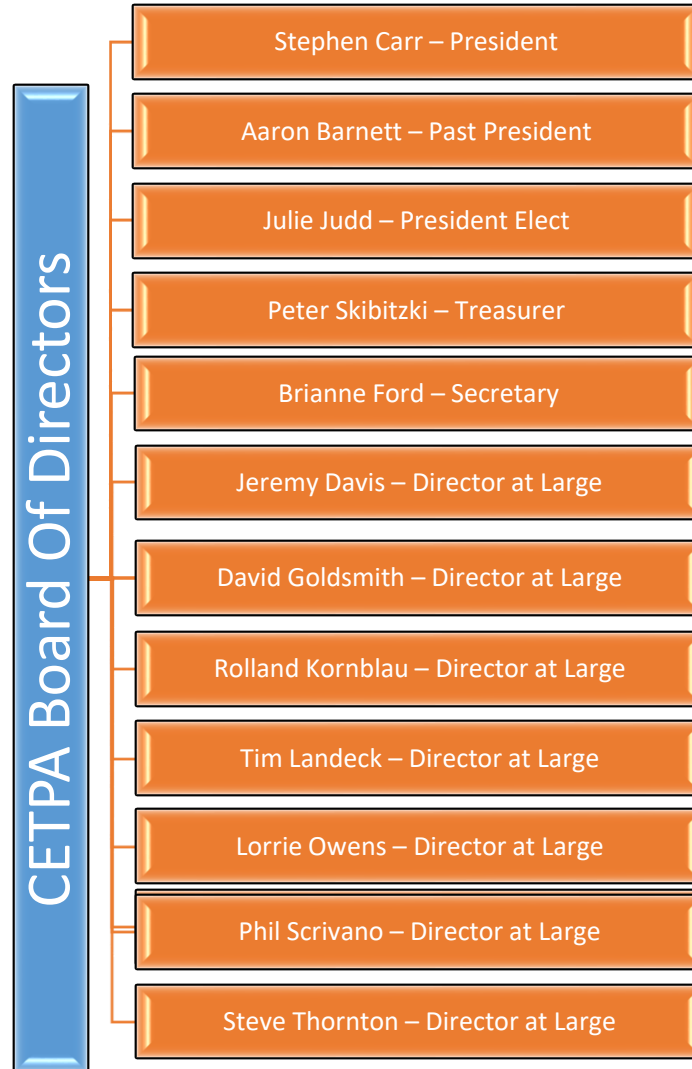 CETPA Board Of Directors
Stephen Carr – President
Aaron Barnett – Past President
Julie Judd – President Elect
Peter Skibitzki – Treasurer
Brianne Ford – Secretary
Jeremy Davis – Director at Large
David Goldsmith – Director at Large
Rolland Kornblau – Director at Large
Tim Landeck – Director at Large
Lorrie Owens – Director at Large
Phil Scrivano – Director at Large
Steve Thornton – Director at Large